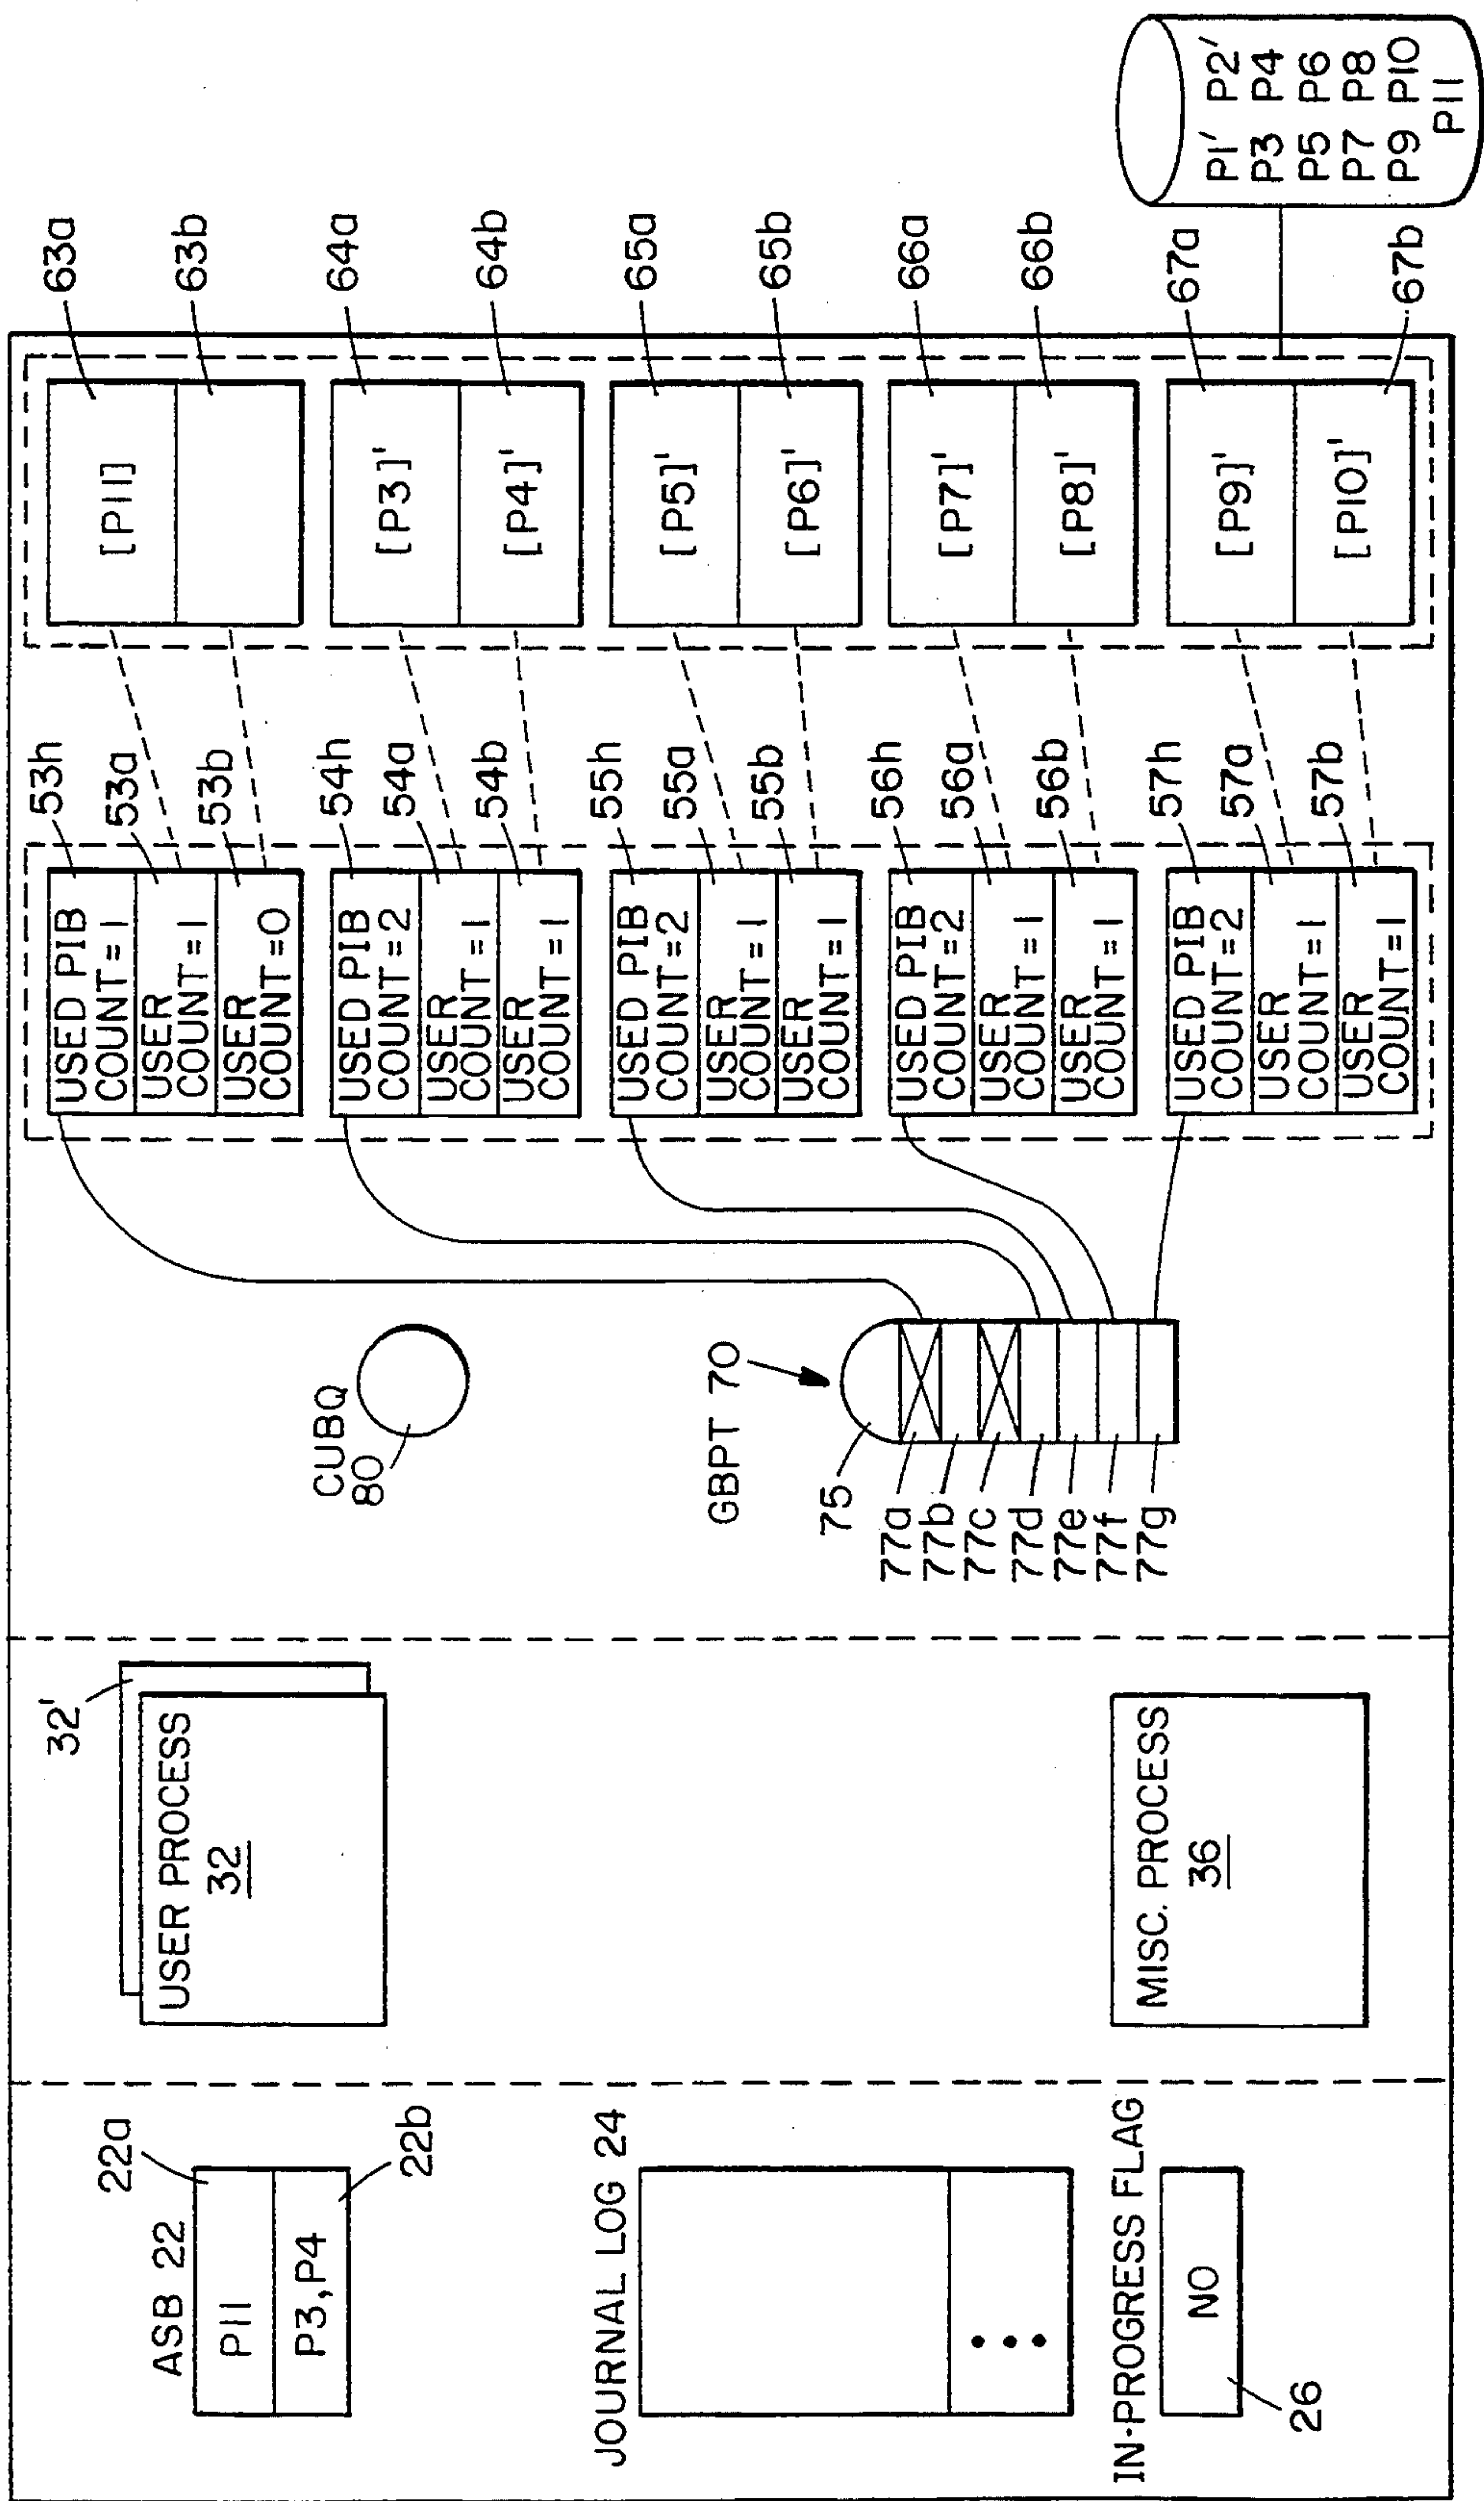 ASB 22
22a
P11
P3,P4
22b
JOURNAL LOG 24
IN-PROGRESS FLAG
NO
26
32'
USER PROCESS
32
MISC. PROCESS
36
CUBQ
80
GBPT 70
75
77a
77b
77c
77d
77e
77f
77g
53h
USED PIB
COUNT=1
53a
USER
COUNT=1
53b
USER
COUNT=0
54h
USED PIB
COUNT=2
54a
USER
COUNT=1
54b
USER
COUNT=1
55h
USED PIB
COUNT=2
55a
USER
COUNT=1
55b
USER
COUNT=1
56h
USED PIB
COUNT=2
56a
USER
COUNT=1
56b
USER
COUNT=1
57h
USED PIB
COUNT=2
57a
USER
COUNT=1
57b
USER
COUNT=1
63a
[P11]
63b
64a
[P3]'
64b
[P4]'
65a
[P5]'
65b
[P6]'
66a
[P7]'
66b
[P8]'
67a
[P9]'
67b
[P10]'
P1' P2'
P3 P4
P5 P6
P7 P8
P9 P10
P11